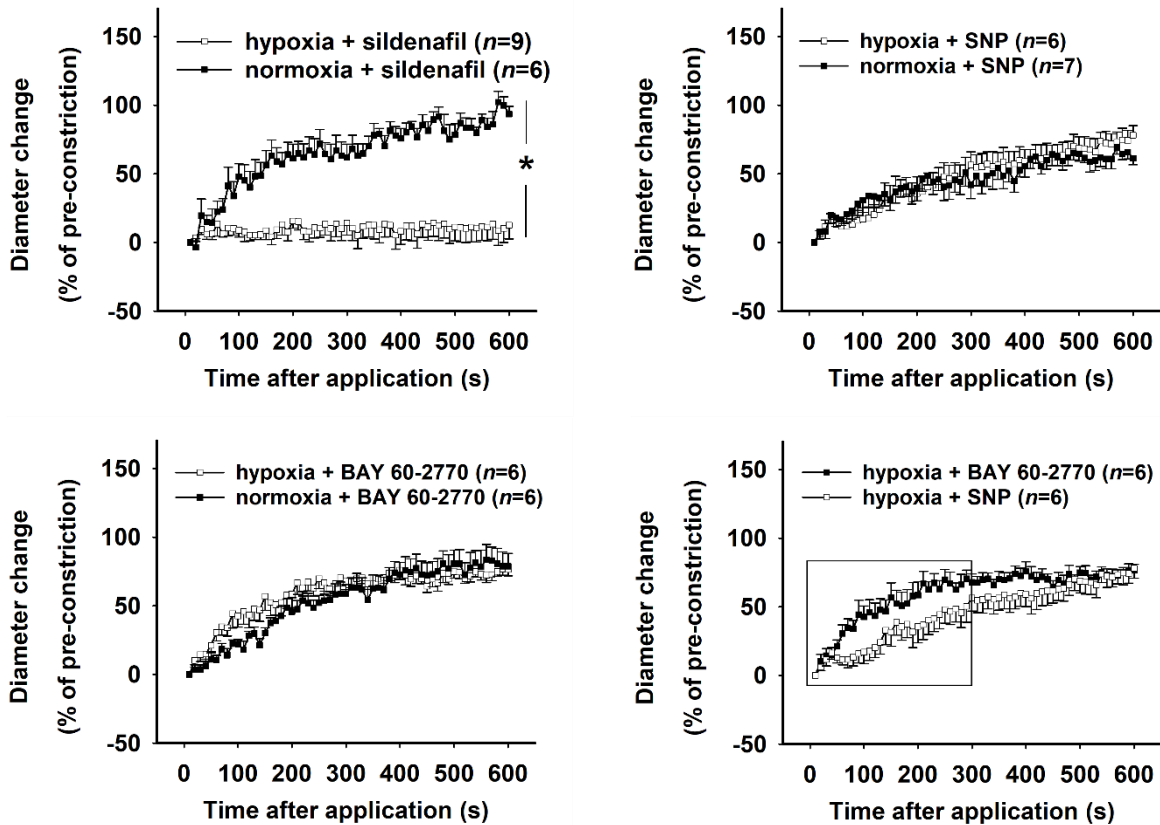 hypoxia + sildenafil (n=9)
normoxia + sildenafil (n=6)
150
100
50
0
-50
*
Diameter change
(% of pre-constriction)
0 100 200 300 400 500 600
Time after application (s)
hypoxia + SNP (n=6)
normoxia + SNP (n=7)
150
100
50
0
-50
Diameter change
(% of pre-constriction)
0 100 200 300 400 500 600
Time after application (s)
hypoxia + BAY 60-2770 (n=6)
normoxia + BAY 60-2770 (n=6)
150
100
50
0
-50
Diameter change
(% of pre-constriction)
0 100 200 300 400 500 600
Time after application (s)
hypoxia + BAY 60-2770 (n=6)
hypoxia + SNP (n=6)
150
100
50
0
-50
Diameter change
(% of pre-constriction)
0 100 200 300 400 500 600
Time after application (s)